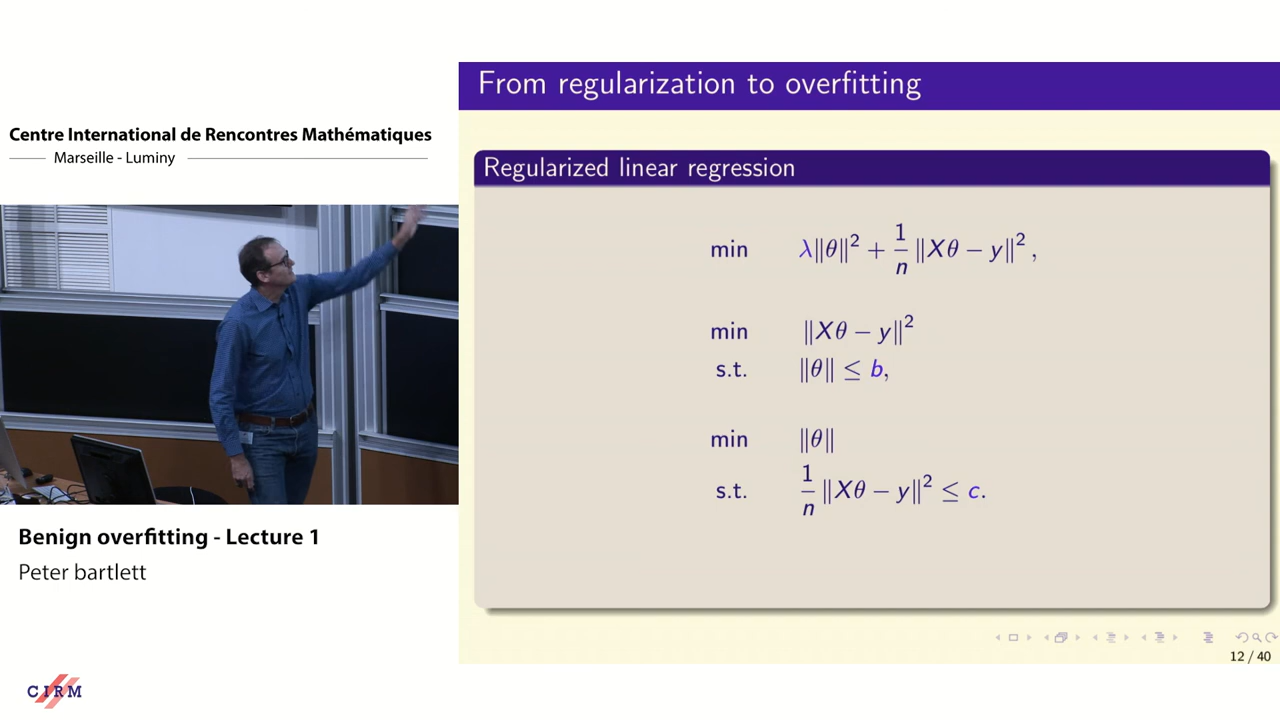 Centre International de Rencontres Mathématiques
Marseille - Luminy
Benign overfitting - Lecture 1
Peter bartlett
CIRM
From regularization to overfitting
Regularized linear regression
min λ‖θ‖² + 1/n ‖Xθ − y‖² ,
min ‖Xθ − y‖²
s.t. ‖θ‖ ≤ b,
min ‖θ‖
s.t. 1/n ‖Xθ − y‖² ≤ c.
12 / 40